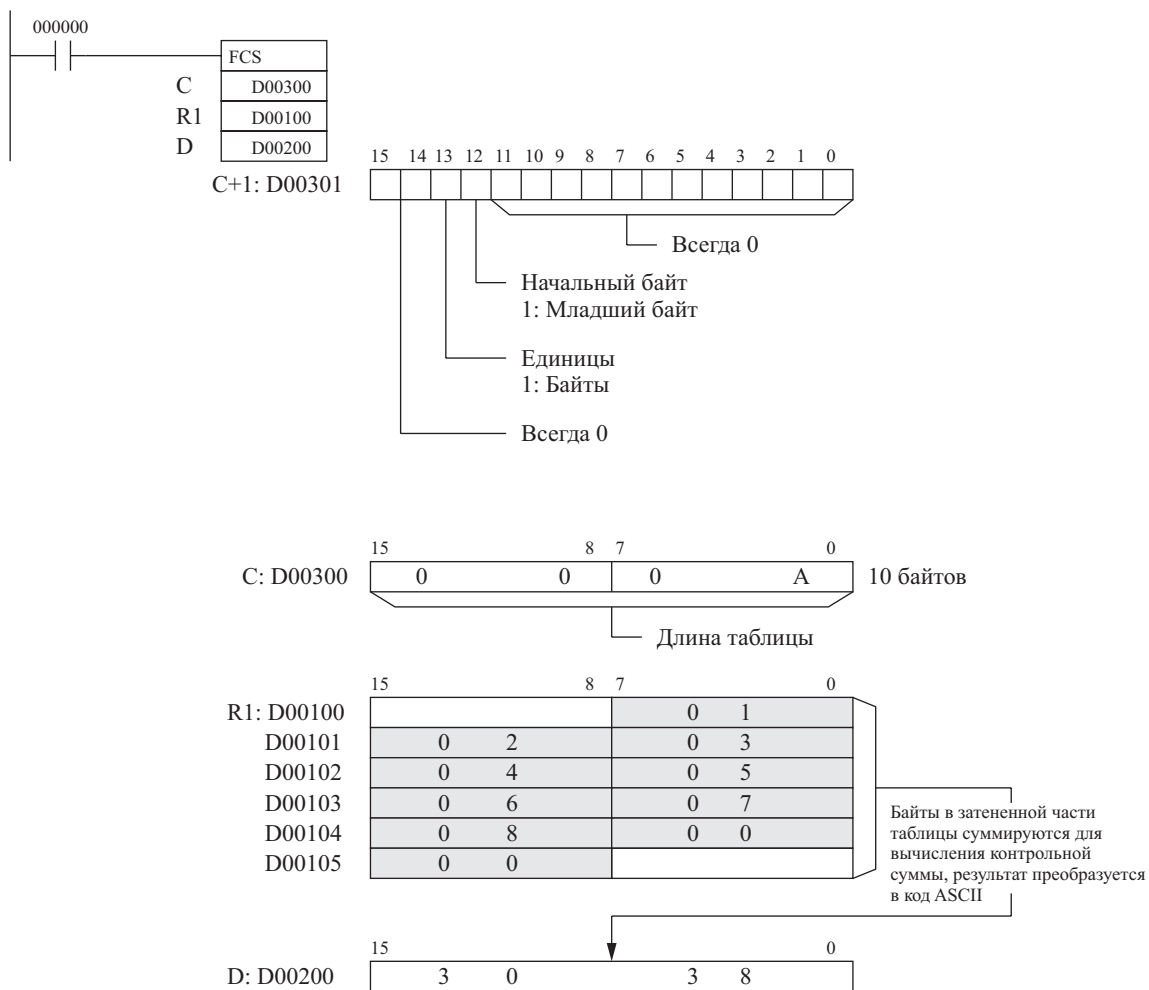 000000
FCS
C D00300
R1 D00100
D D00200
15 14 13 12 11 10 9 8 7 6 5 4 3 2 1 0
C+1: D00301
Всегда 0
Начальный байт
1: Младший байт
Единицы
1: Байты
Всегда 0
15 8 7 0
C: D00300 0 0 0 A 10 байтов
Длина таблицы
15 8 7 0
R1: D00100 0 1
D00101 0 2 0 3
D00102 0 4 0 5
D00103 0 6 0 7
D00104 0 8 0 0
D00105 0 0
Байты в затененной части
таблицы суммируются для
вычисления контрольной
суммы, результат преобразуется
в код ASCII
15 0
D: D00200 3 0 3 8